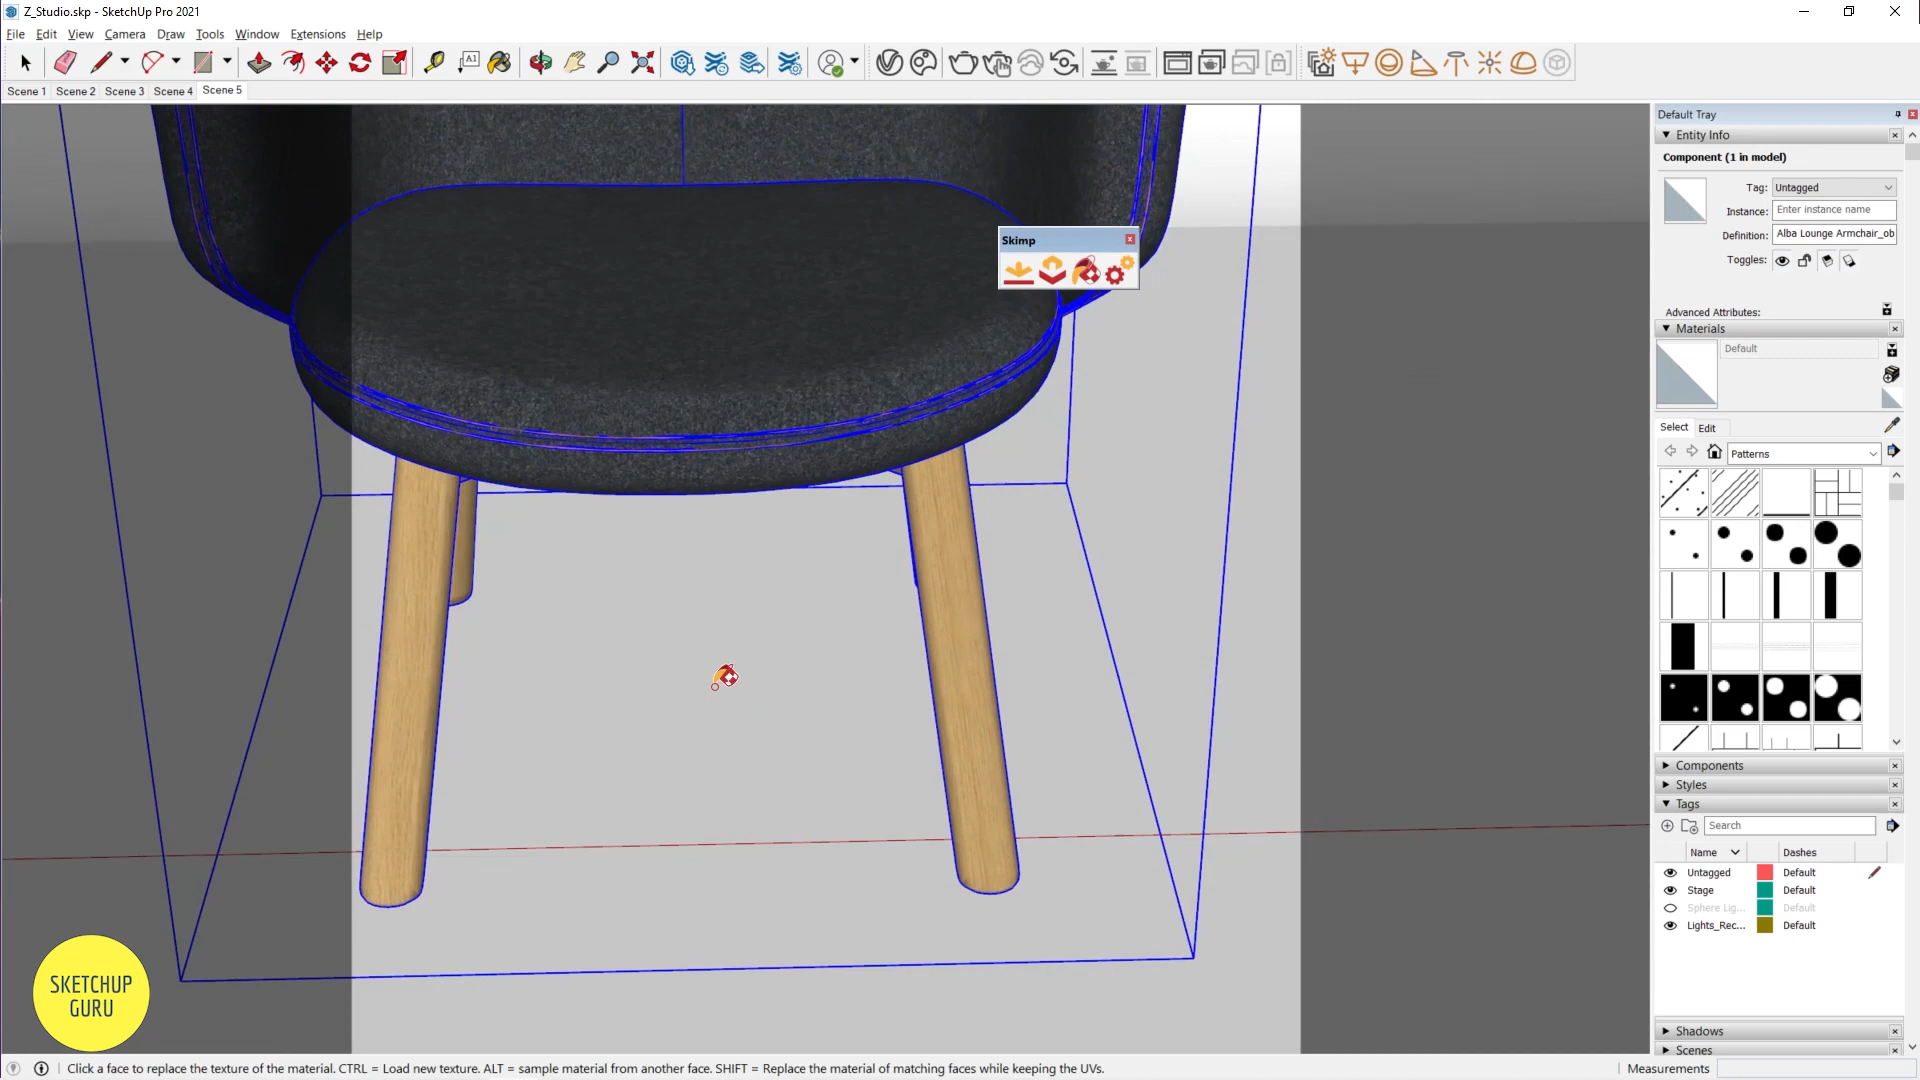 Z_Studio.skp - SketchUp Pro 2021
File Edit View Camera Draw Tools Window Extensions Help
A1
Scene 1 Scene 2 Scene 3 Scene 4 Scene 5
Default Tray
Entity Info
Component (1 in model)
Tag: Untagged
Instance: Enter instance name
Definition: Alba Lounge Armchair_ob
Toggles:
Advanced Attributes:
Materials
Default
Select Edit
Patterns
Skimp
Components
Styles
Tags
Search
Name Dashes
Untagged Default
Stage Default
Sphere Lig... Default
Lights_Rec... Default
Shadows
Scenes
SKETCHUP
GURU
Click a face to replace the texture of the material. CTRL = Load new texture. ALT = sample material from another face. SHIFT = Replace the material of matching faces while keeping the UVs.
Measurements